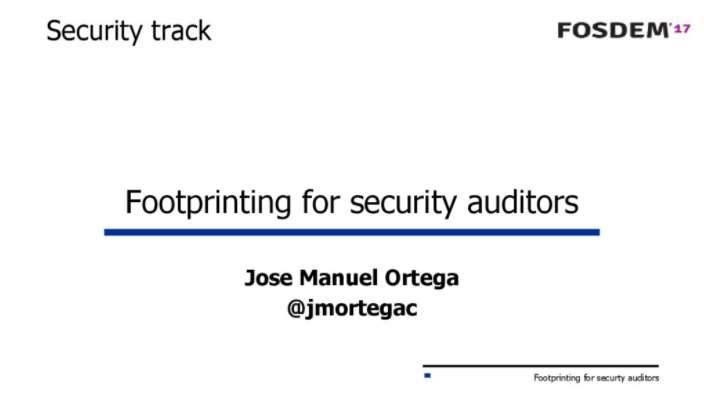 Security track
FOSDEM'17
Footprinting for security auditors
Jose Manuel Ortega
@jmortegac
Footprinting for securty auditors